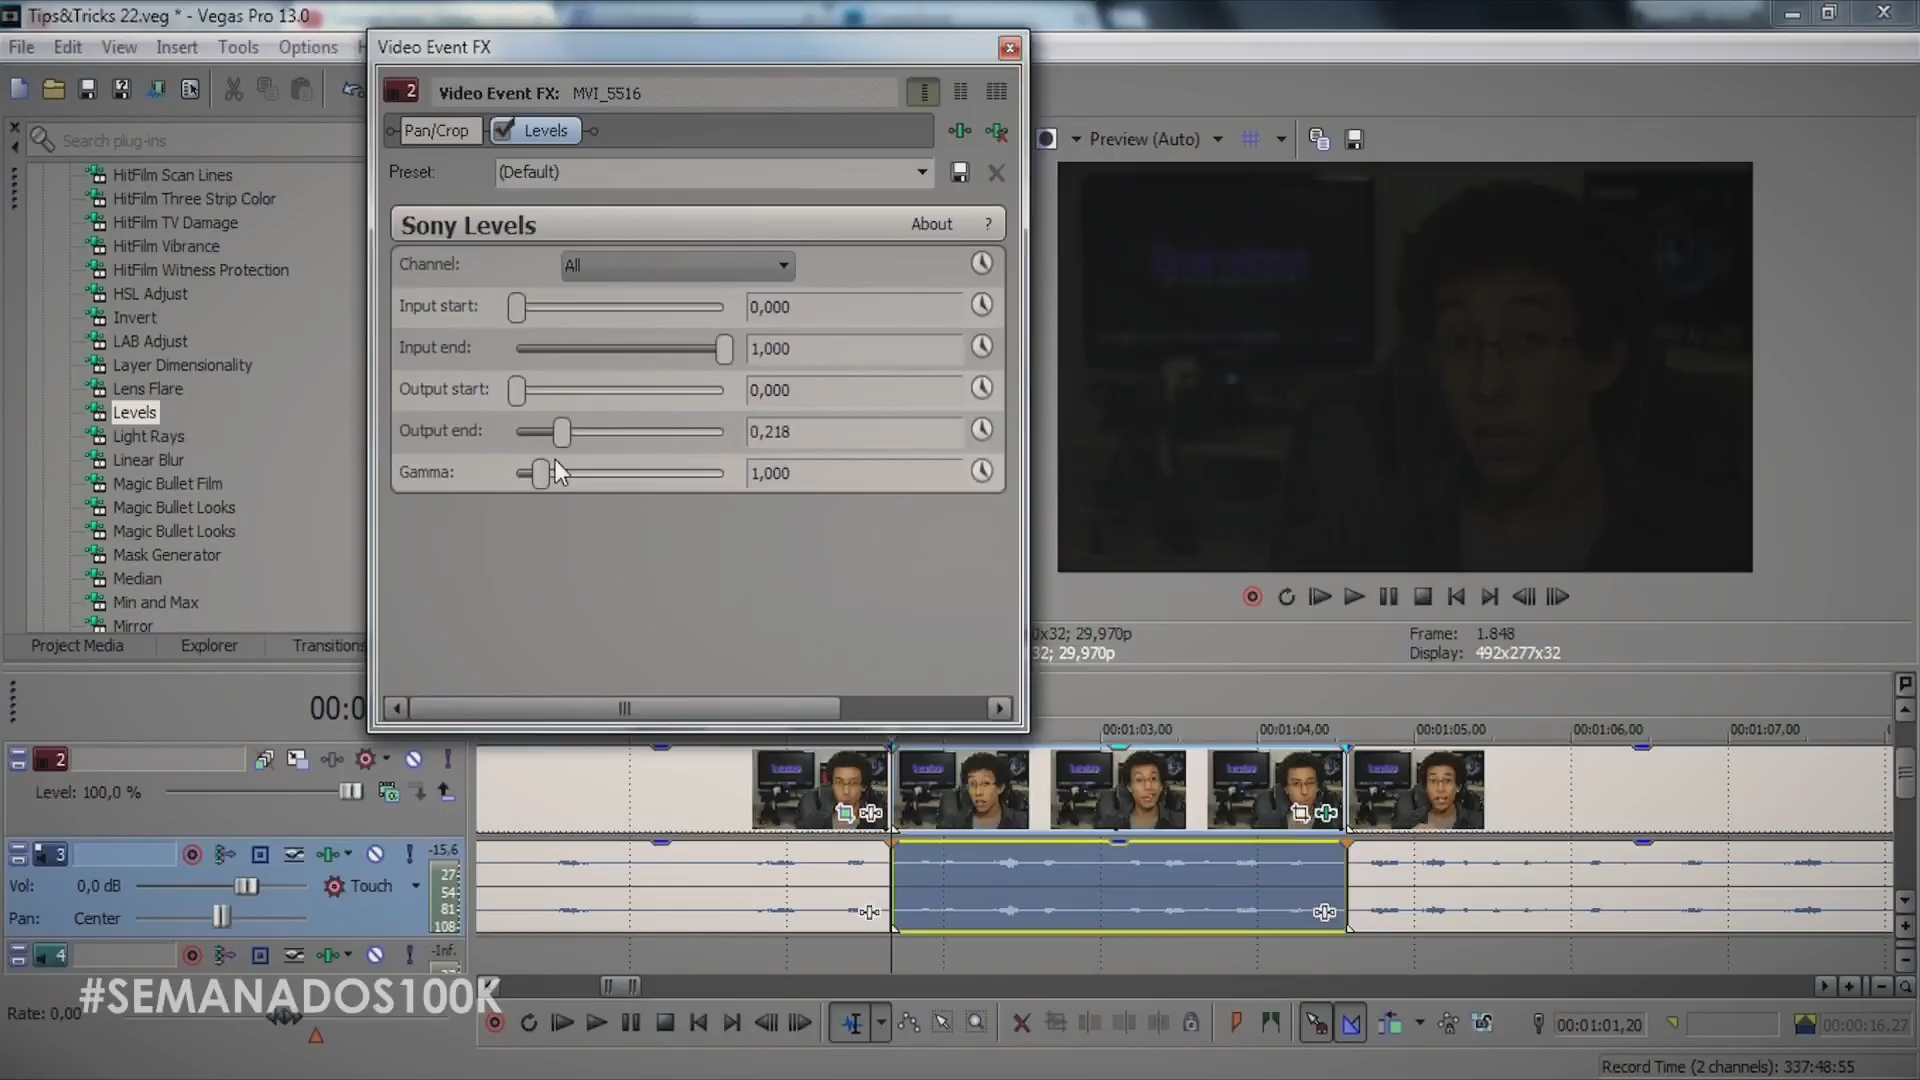 Tips&Tricks 22.veg * - Vegas Pro 13.0
File Edit View Insert Tools Options
Video Event FX
2 Video Event FX: MVI_5516
Pan/Crop Levels
Preset: (Default)
Sony Levels About ?
Channel: All
Input start: 0,000
Input end: 1,000
Output start: 0,000
Output end: 0,218
Gamma: 1,000
Search plug-ins
HitFilm Scan Lines
HitFilm Three Strip Color
HitFilm TV Damage
HitFilm Vibrance
HitFilm Witness Protection
HSL Adjust
Invert
LAB Adjust
Layer Dimensionality
Lens Flare
Levels
Light Rays
Linear Blur
Magic Bullet Film
Magic Bullet Looks
Magic Bullet Looks
Mask Generator
Median
Min and Max
Mirror
Project Media Explorer Transitions
Preview (Auto)
0x32; 29,970p Frame: 1.848
32; 29,970p Display: 492x277x32
00:0
00:01:03,00 00:01:04,00 00:01:05,00 00:01:06,00 00:01:07,00
2
Level: 100,0 %
3 -15.6
Vol: 0,0 dB Touch
Pan: Center
27
54
81
108
4 -Inf.
#SEMANADOS100K
Rate: 0,00
00:01:01,20 00:00:16,27
Record Time (2 channels): 337:48:55